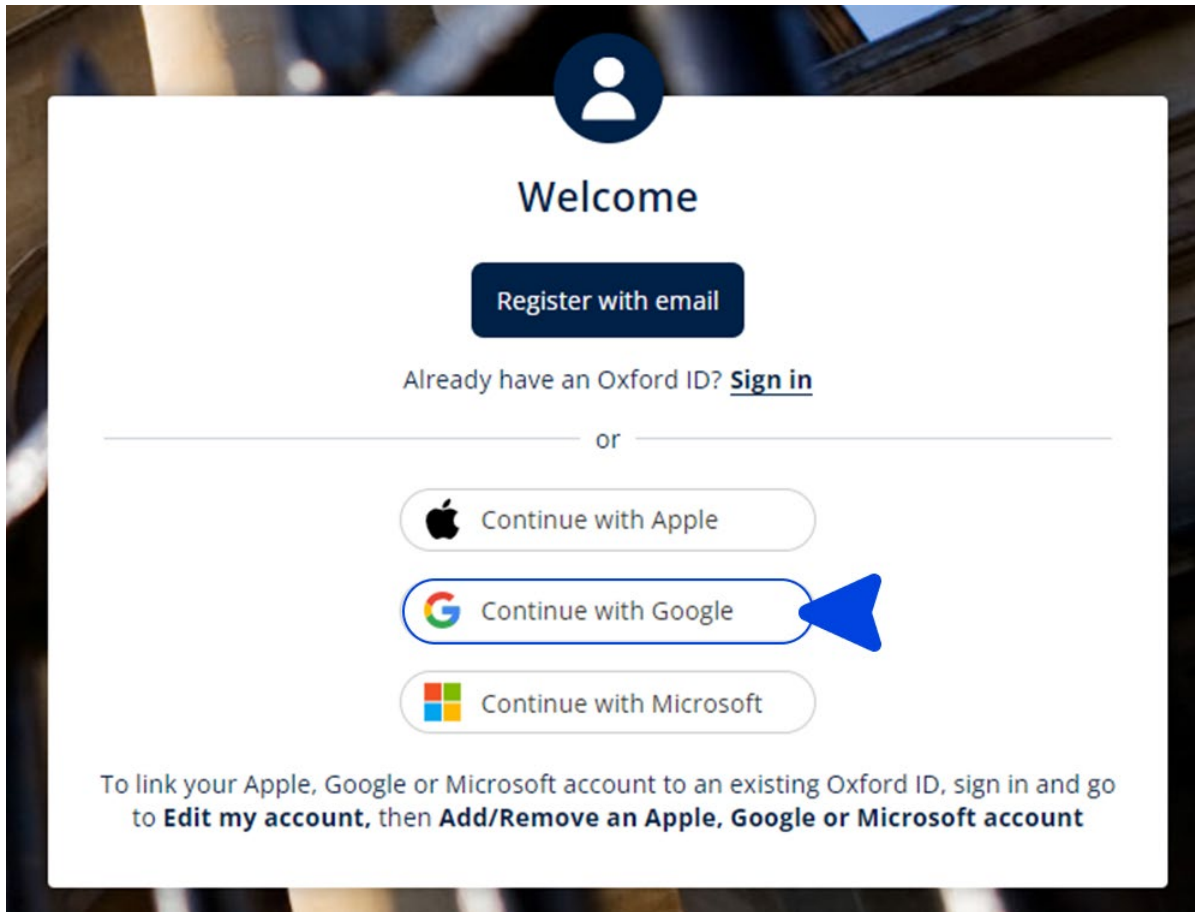 Welcome
Register with email
Already have an Oxford ID? Sign in
or
Continue with Apple
Continue with Google
Continue with Microsoft
To link your Apple, Google or Microsoft account to an existing Oxford ID, sign in and go
to Edit my account, then Add/Remove an Apple, Google or Microsoft account